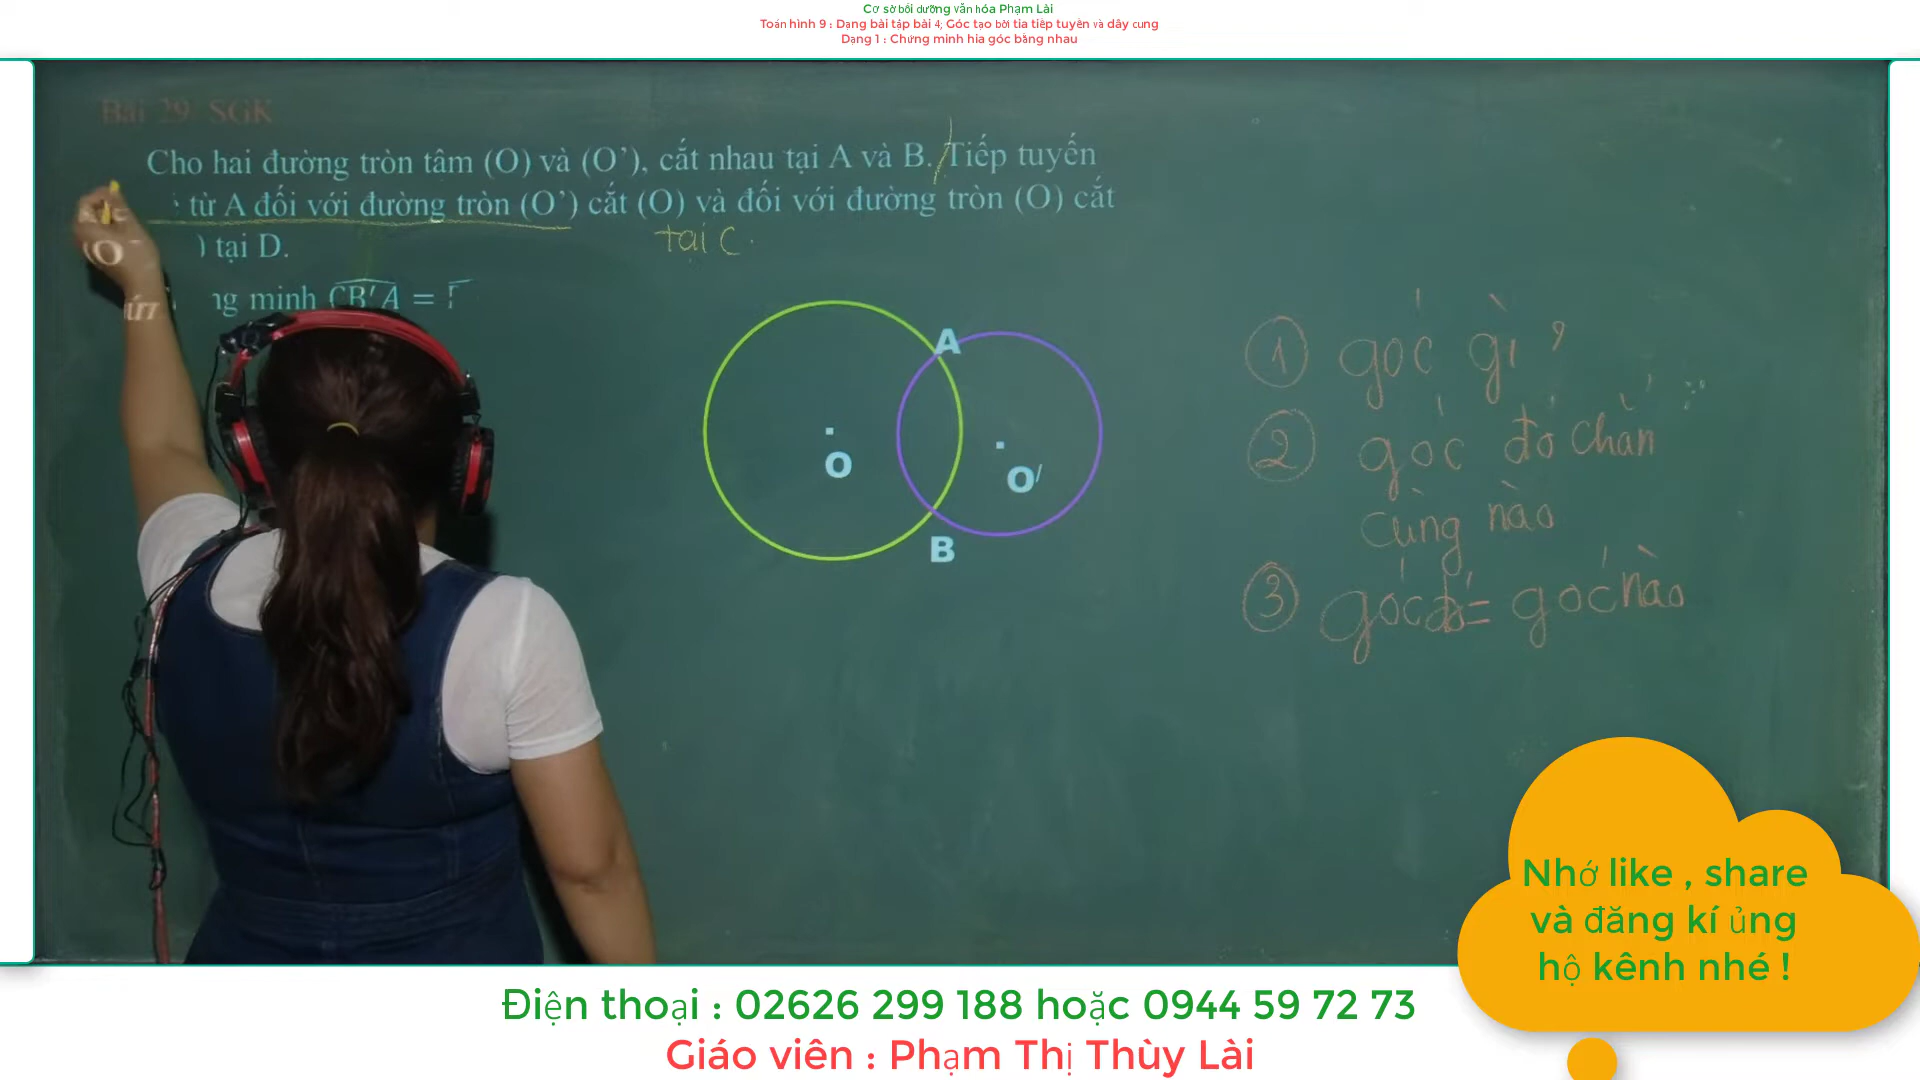 Cơ sở bồi dưỡng văn hóa Phạm Lài
Toán hình 9 : Dạng bài tập bài 4; Góc tạo bởi tia tiếp tuyến và dây cung
Dạng 1 : Chứng minh hia góc bằng nhau
Bài 29 SGK
Cho hai đường tròn tâm (O) và (O’), cắt nhau tại A và B. Tiếp tuyến
từ A đối với đường tròn (O’) cắt (O) và đối với đường tròn (O) cắt
tại C.
(O ) tại D.
minh CB'A =
A
O
O'
B
1 góc gì ?
2 góc đó chắn
cung nào
3 góc = góc nào
Nhớ like , share
và đăng kí ủng
hộ kênh nhé !
Điện thoại : 02626 299 188 hoặc 0944 59 72 73
Giáo viên : Phạm Thị Thùy Lài